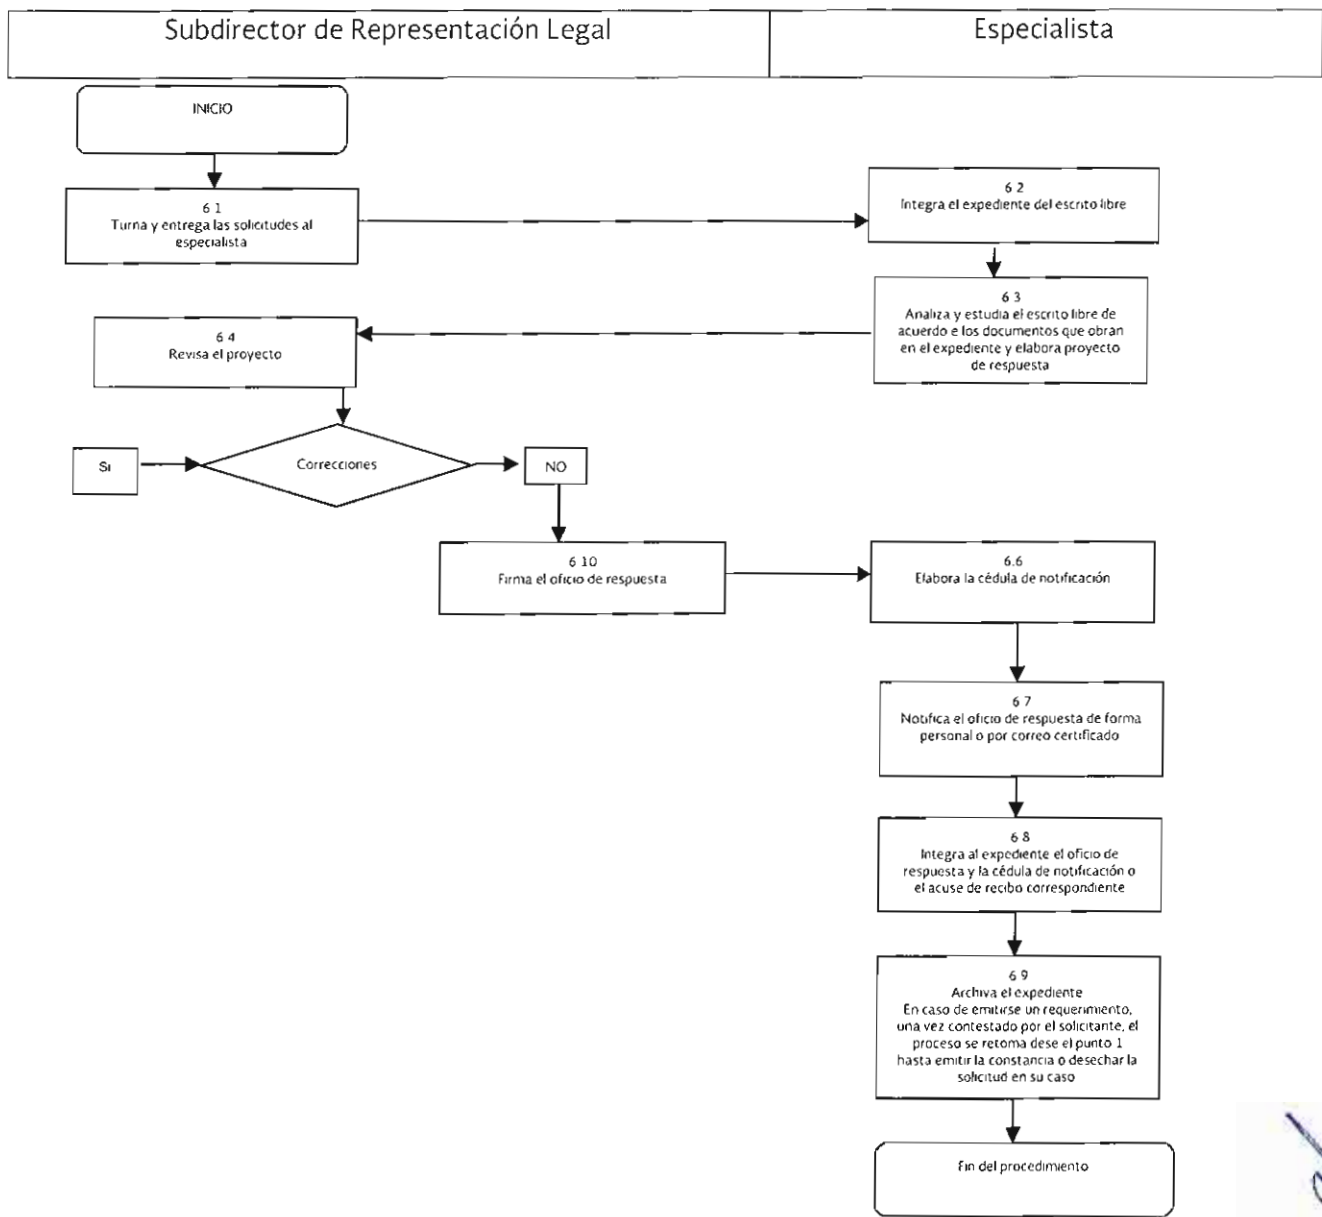 Subdirector de Representación Legal
Especialista
INICIO
6 1
Turna y entrega las solicitudes al
especialista
6 2
Integra el expediente del escrito libre
6 3
Analiza y estudia el escrito libre de
acuerdo e los documentos que obran
en el expediente y elabora proyecto
de respuesta
6 4
Revisa el proyecto
Si
Correcciones
NO
6 10
Firma el oficio de respuesta
6.6
Elabora la cédula de notificación
6 7
Notifica el oficio de respuesta de forma
personal o por correo certificado
6 8
Integra al expediente el oficio de
respuesta y la cédula de notificación o
el acuse de recibo correspondiente
6 9
Archiva el expediente
En caso de emitirse un requerimiento,
una vez contestado por el solicitante, el
proceso se retoma dese el punto 1
hasta emitir la constancia o desechar la
solicitud en su caso
Fin del procedimiento